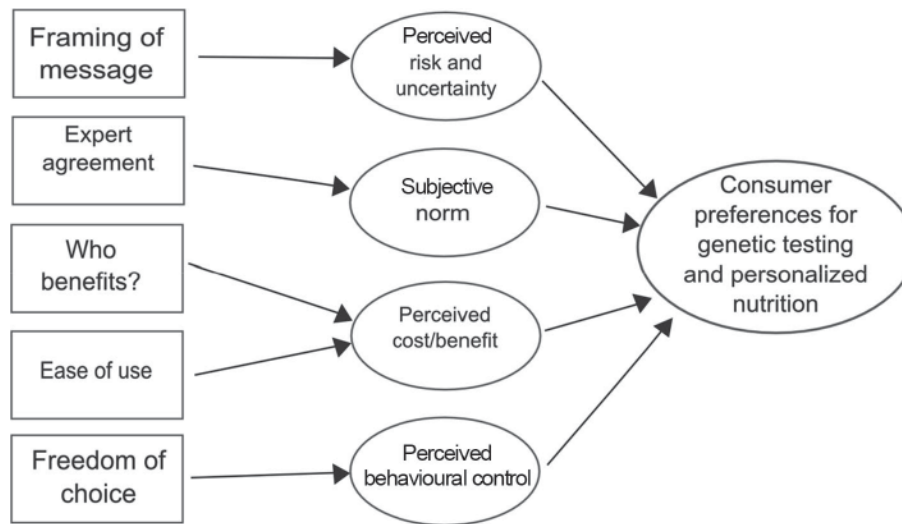 Framing of
message
Expert
agreement
Who
benefits?
Ease of use
Freedom of
choice
Perceived
risk and
uncertainty
Subjective
norm
Perceived
cost/benefit
Perceived
behavioural control
Consumer
preferences for
genetic testing
and personalized
nutrition